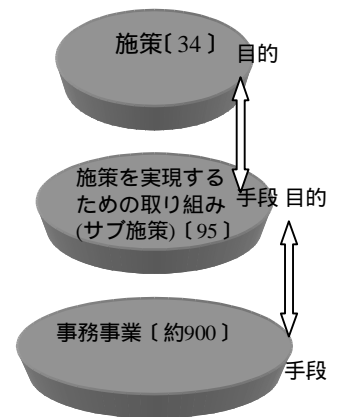 施策〔34〕
目的
施策を実現する
ための取り組み
(サブ施策)〔95〕
手段 目的
事務事業〔約900〕
手段